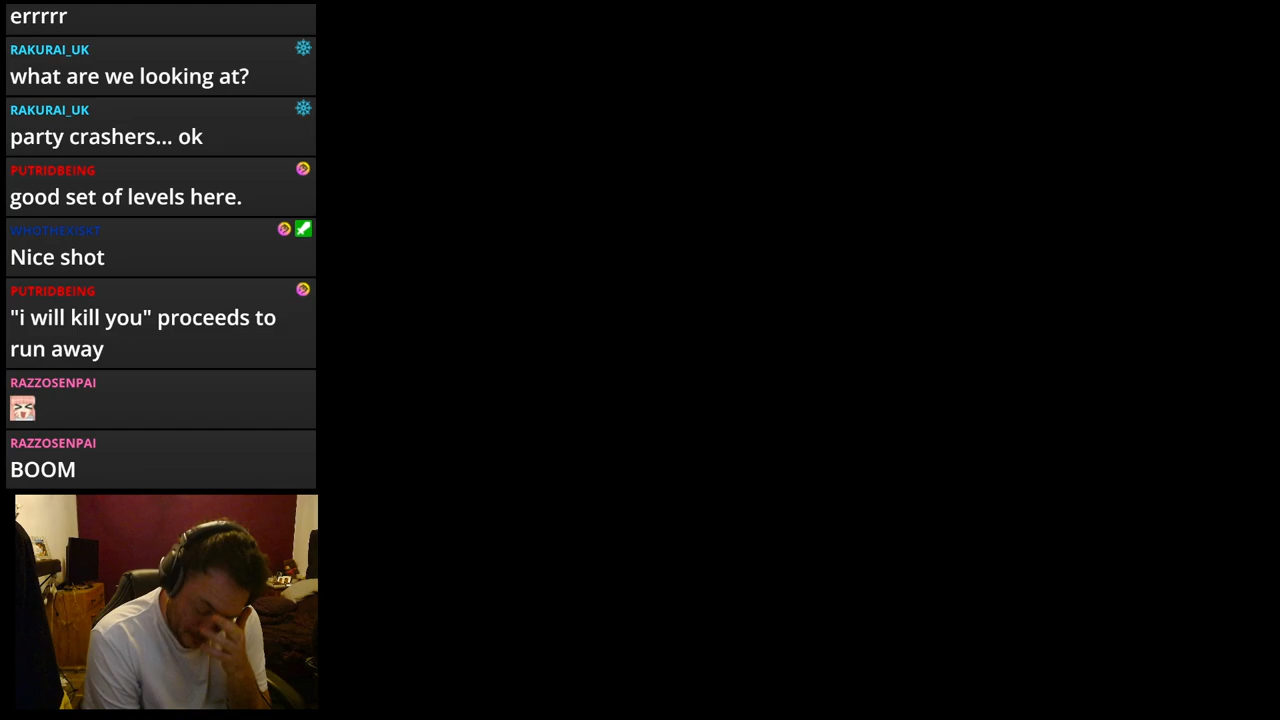 errrrr
RAKURAI_UK
what are we looking at?
RAKURAI_UK
party crashers... ok
PUTRIDBEING
good set of levels here.
WHOTHEXISKT
Nice shot
PUTRIDBEING
"i will kill you" proceeds to
run away
RAZZOSENPAI
RAZZOSENPAI
BOOM